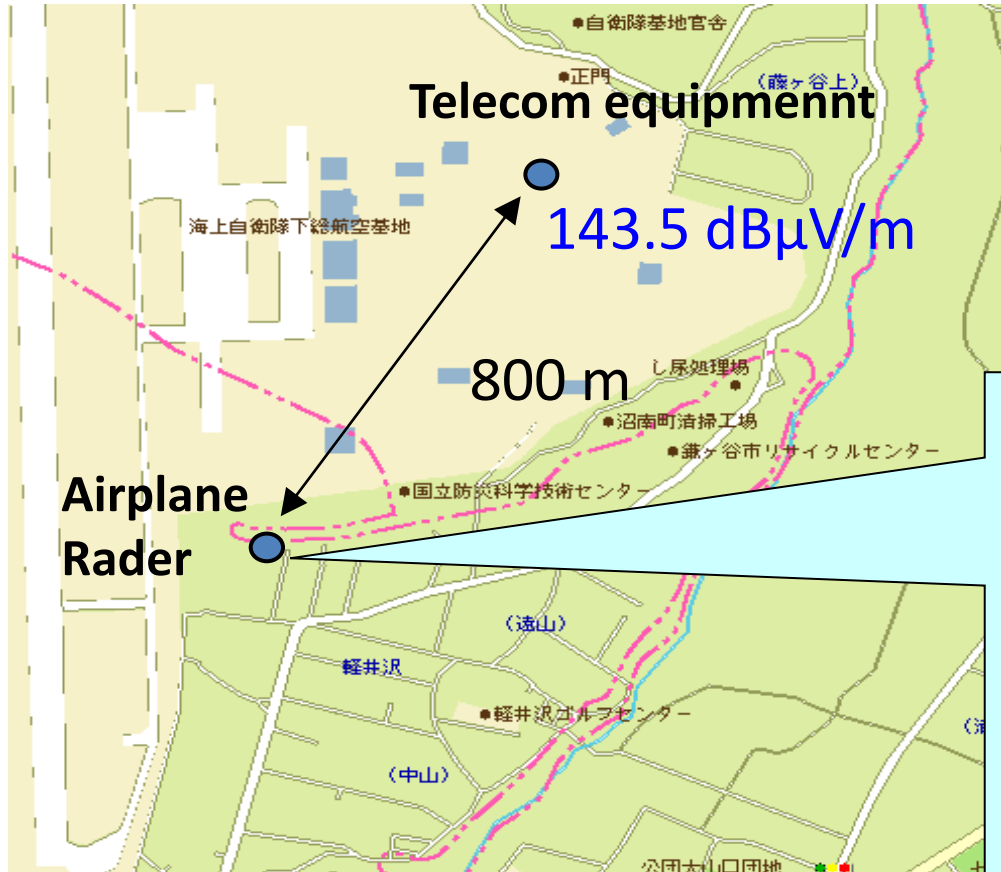 ●自衛隊基地官舎
●正門
(藤ヶ谷上)
Telecom equipmennt
海上自衛隊下総航空基地
143.5 dBμV/m
800 m
し尿処理場
●沼南町清掃工場
●鎌ヶ谷市リサイクルセンター
Airplane
Rader
●国立防災科学技術センター
(遠山)
軽井沢
●軽井沢ゴルフセンター
(中山)
公団大山口団地